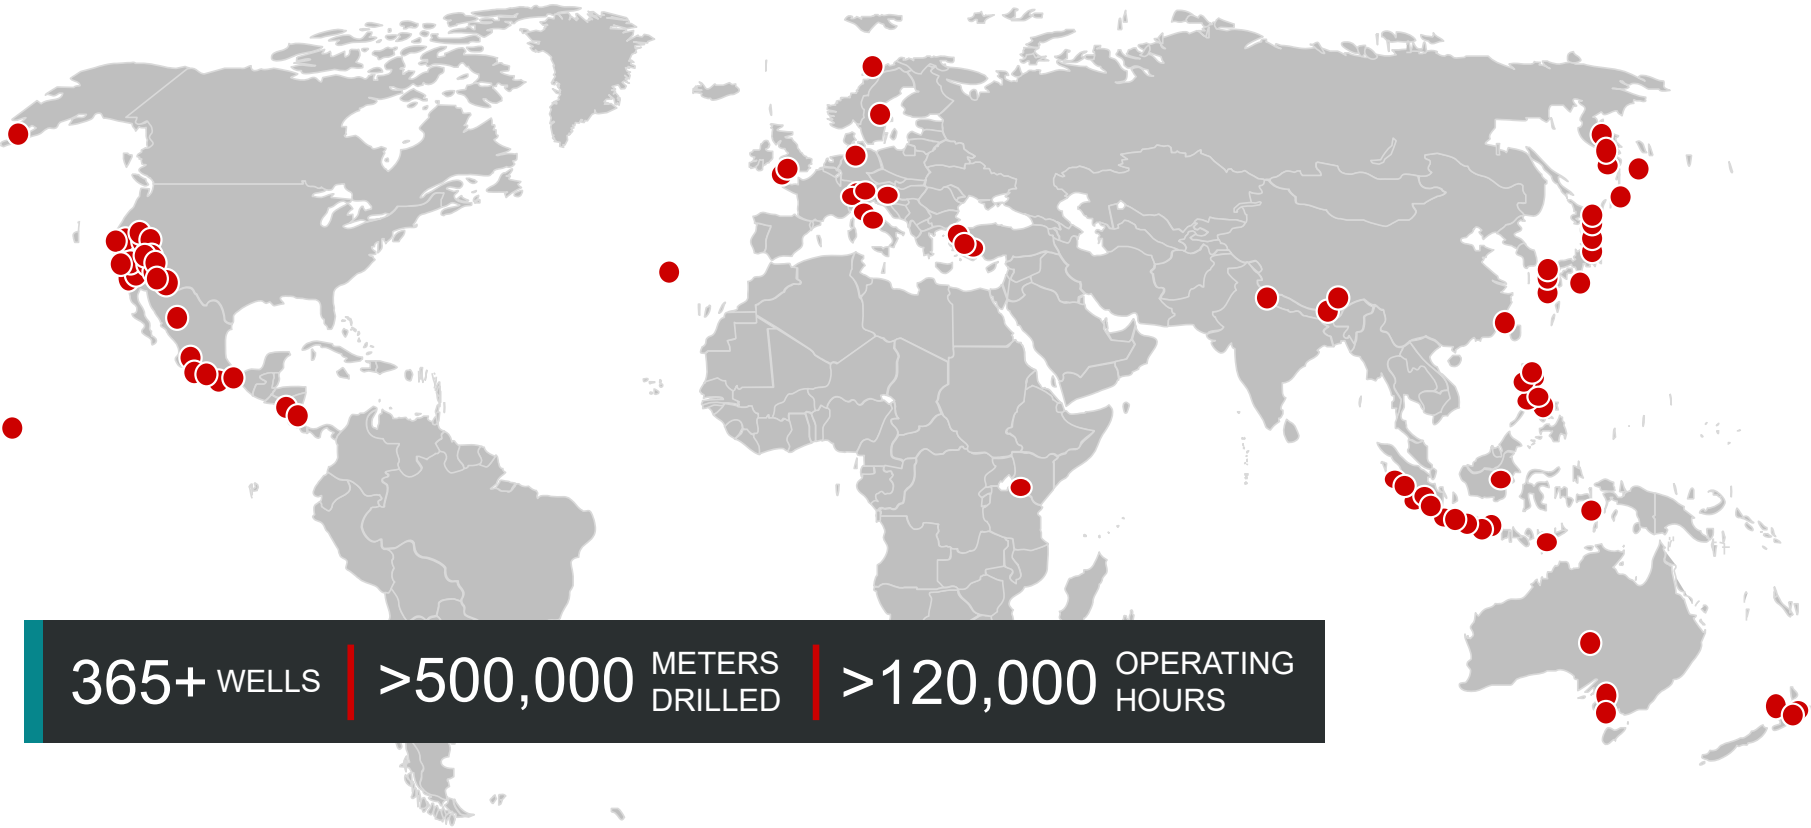 365+ WELLS
>500,000 METERS
DRILLED
>120,000 OPERATING
HOURS